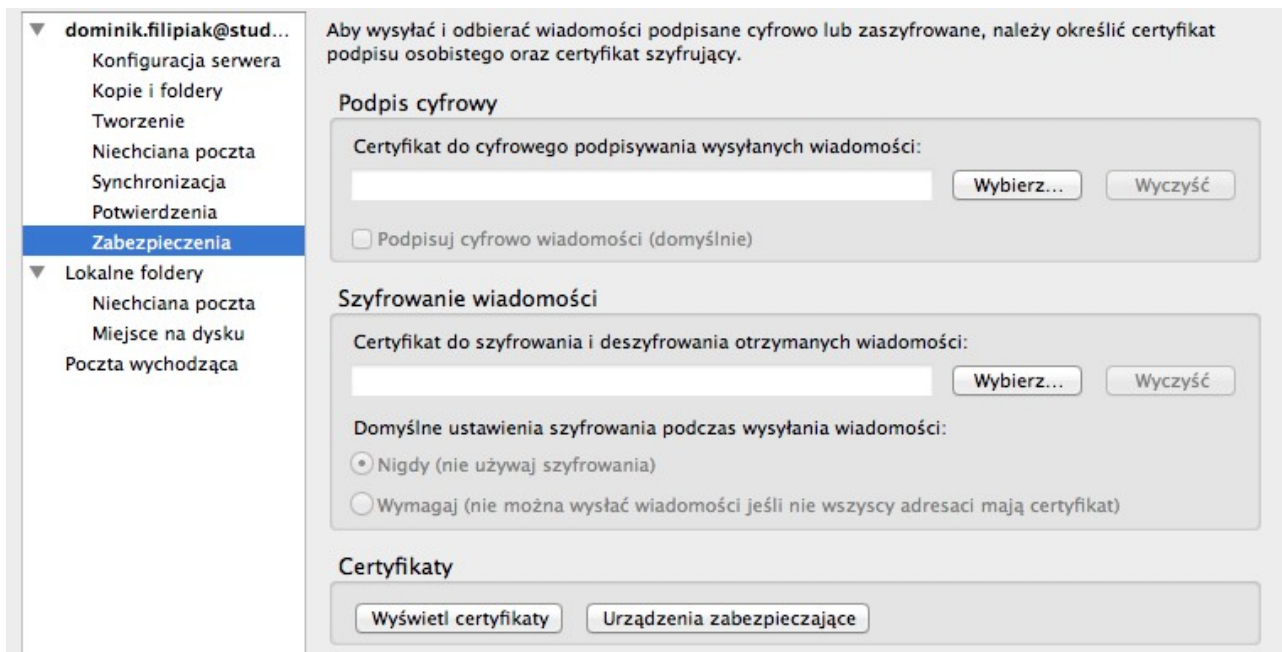 dominik.filipiak@stud...
Konfiguracja serwera
Kopie i foldery
Tworzenie
Niechciana poczta
Synchronizacja
Potwierdzenia
Zabezpieczenia
Lokalne foldery
Niechciana poczta
Miejsce na dysku
Poczta wychodząca
Aby wysyłać i odbierać wiadomości podpisane cyfrowo lub zaszyfrowane, należy określić certyfikat
podpisu osobistego oraz certyfikat szyfrujący.
Podpis cyfrowy
Certyfikat do cyfrowego podpisywania wysyłanych wiadomości:
Wybierz... Wyczyść
Podpisuj cyfrowo wiadomości (domyślnie)
Szyfrowanie wiadomości
Certyfikat do szyfrowania i deszyfrowania otrzymanych wiadomości:
Wybierz... Wyczyść
Domyślne ustawienia szyfrowania podczas wysyłania wiadomości:
Nigdy (nie używaj szyfrowania)
Wymagaj (nie można wysłać wiadomości jeśli nie wszyscy adresaci mają certyfikat)
Certyfikaty
Wyświetl certyfikaty Urządzenia zabezpieczające